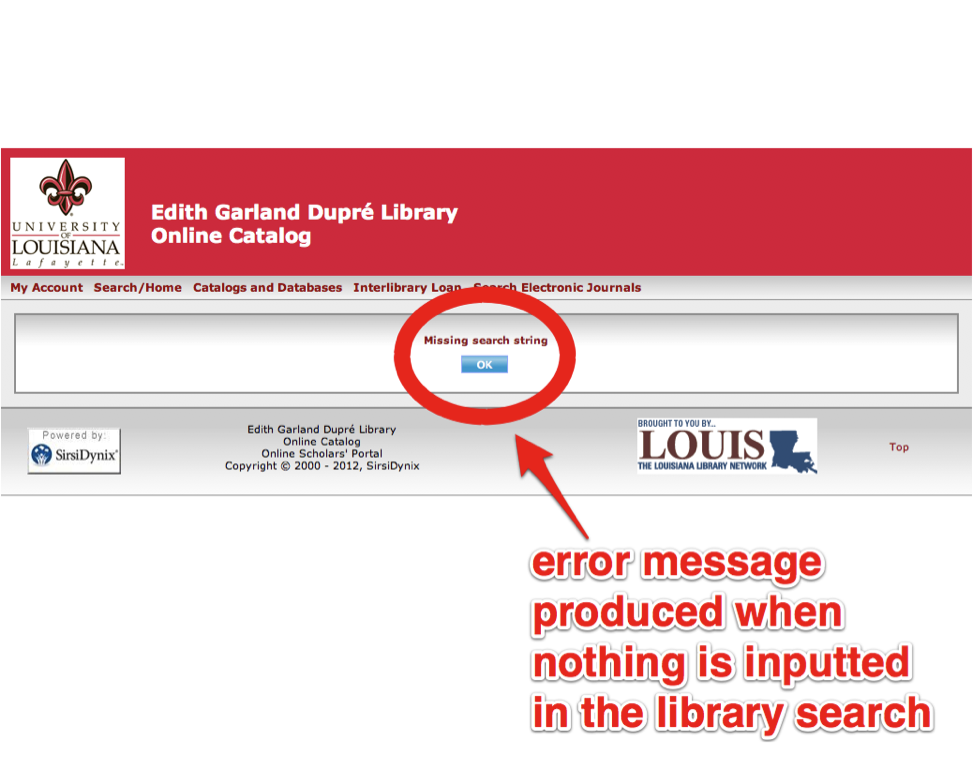 UNIVERSITY
OF
LOUISIANA
Lafayette
Edith Garland Dupré Library
Online Catalog
My Account Search/Home Catalogs and Databases Interlibrary Loan Search Electronic Journals
Missing search string
OK
Powered by:
SirsiDynix®
Edith Garland Dupré Library
Online Catalog
Online Scholars' Portal
Copyright © 2000 - 2012, SirsiDynix
BROUGHT TO YOU BY...
LOUIS
THE LOUISIANA LIBRARY NETWORK
Top
error message
produced when
nothing is inputted
in the library search